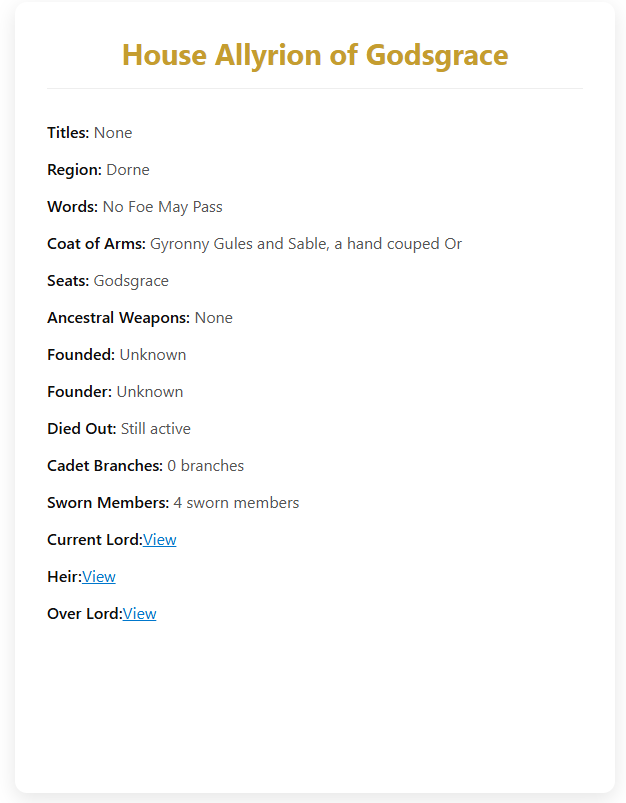 House Allyrion of Godsgrace
Titles: None
Region: Dorne
Words: No Foe May Pass
Coat of Arms: Gyronny Gules and Sable, a hand couped Or
Seats: Godsgrace
Ancestral Weapons: None
Founded: Unknown
Founder: Unknown
Died Out: Still active
Cadet Branches: 0 branches
Sworn Members: 4 sworn members
Current Lord:View
Heir:View
Over Lord:View